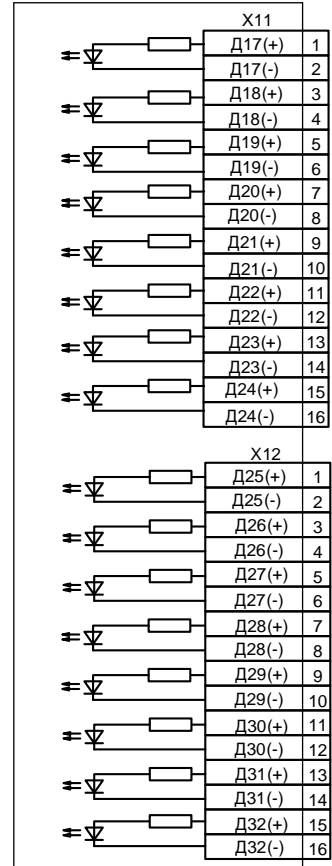 X11
Д17(+) 1
Д17(-) 2
Д18(+) 3
Д18(-) 4
Д19(+) 5
Д19(-) 6
Д20(+) 7
Д20(-) 8
Д21(+) 9
Д21(-) 10
Д22(+) 11
Д22(-) 12
Д23(+) 13
Д23(-) 14
Д24(+) 15
Д24(-) 16
X12
Д25(+) 1
Д25(-) 2
Д26(+) 3
Д26(-) 4
Д27(+) 5
Д27(-) 6
Д28(+) 7
Д28(-) 8
Д29(+) 9
Д29(-) 10
Д30(+) 11
Д30(-) 12
Д31(+) 13
Д31(-) 14
Д32(+) 15
Д32(-) 16